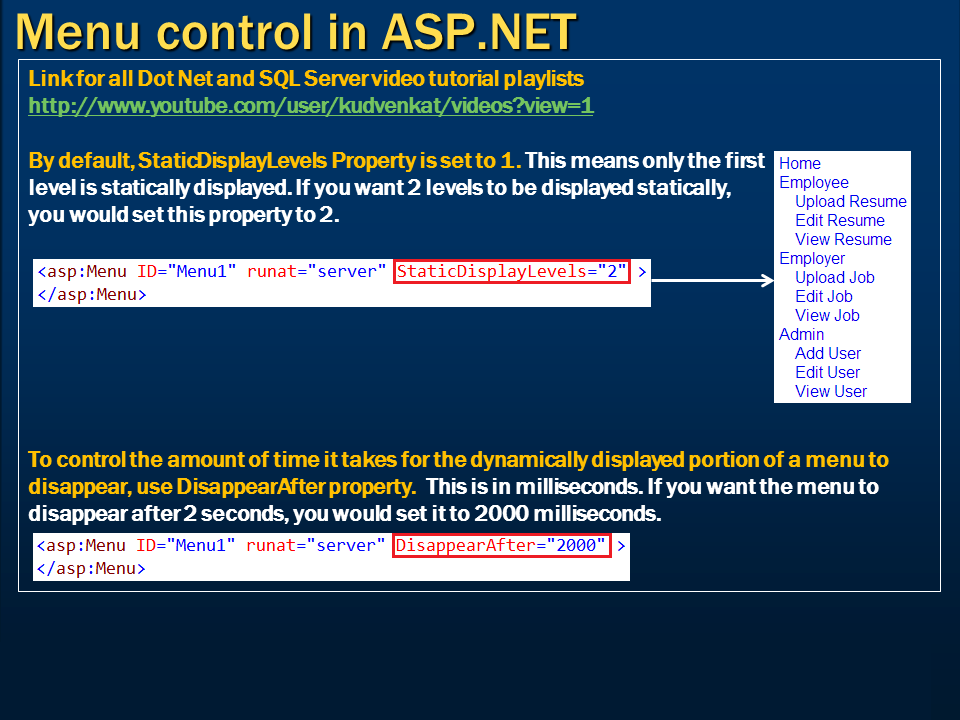 Menu control in ASP.NET
Link for all Dot Net and SQL Server video tutorial playlists
http://www.youtube.com/user/kudvenkat/videos?view=1
By default, StaticDisplayLevels Property is set to 1. This means only the first
level is statically displayed. If you want 2 levels to be displayed statically,
you would set this property to 2.
<asp:Menu ID="Menu1" runat="server" StaticDisplayLevels="2" >
</asp:Menu>
Home
Employee
Upload Resume
Edit Resume
View Resume
Employer
Upload Job
Edit Job
View Job
Admin
Add User
Edit User
View User
To control the amount of time it takes for the dynamically displayed portion of a menu to
disappear, use DisappearAfter property. This is in milliseconds. If you want the menu to
disappear after 2 seconds, you would set it to 2000 milliseconds.
<asp:Menu ID="Menu1" runat="server" DisappearAfter="2000" >
</asp:Menu>